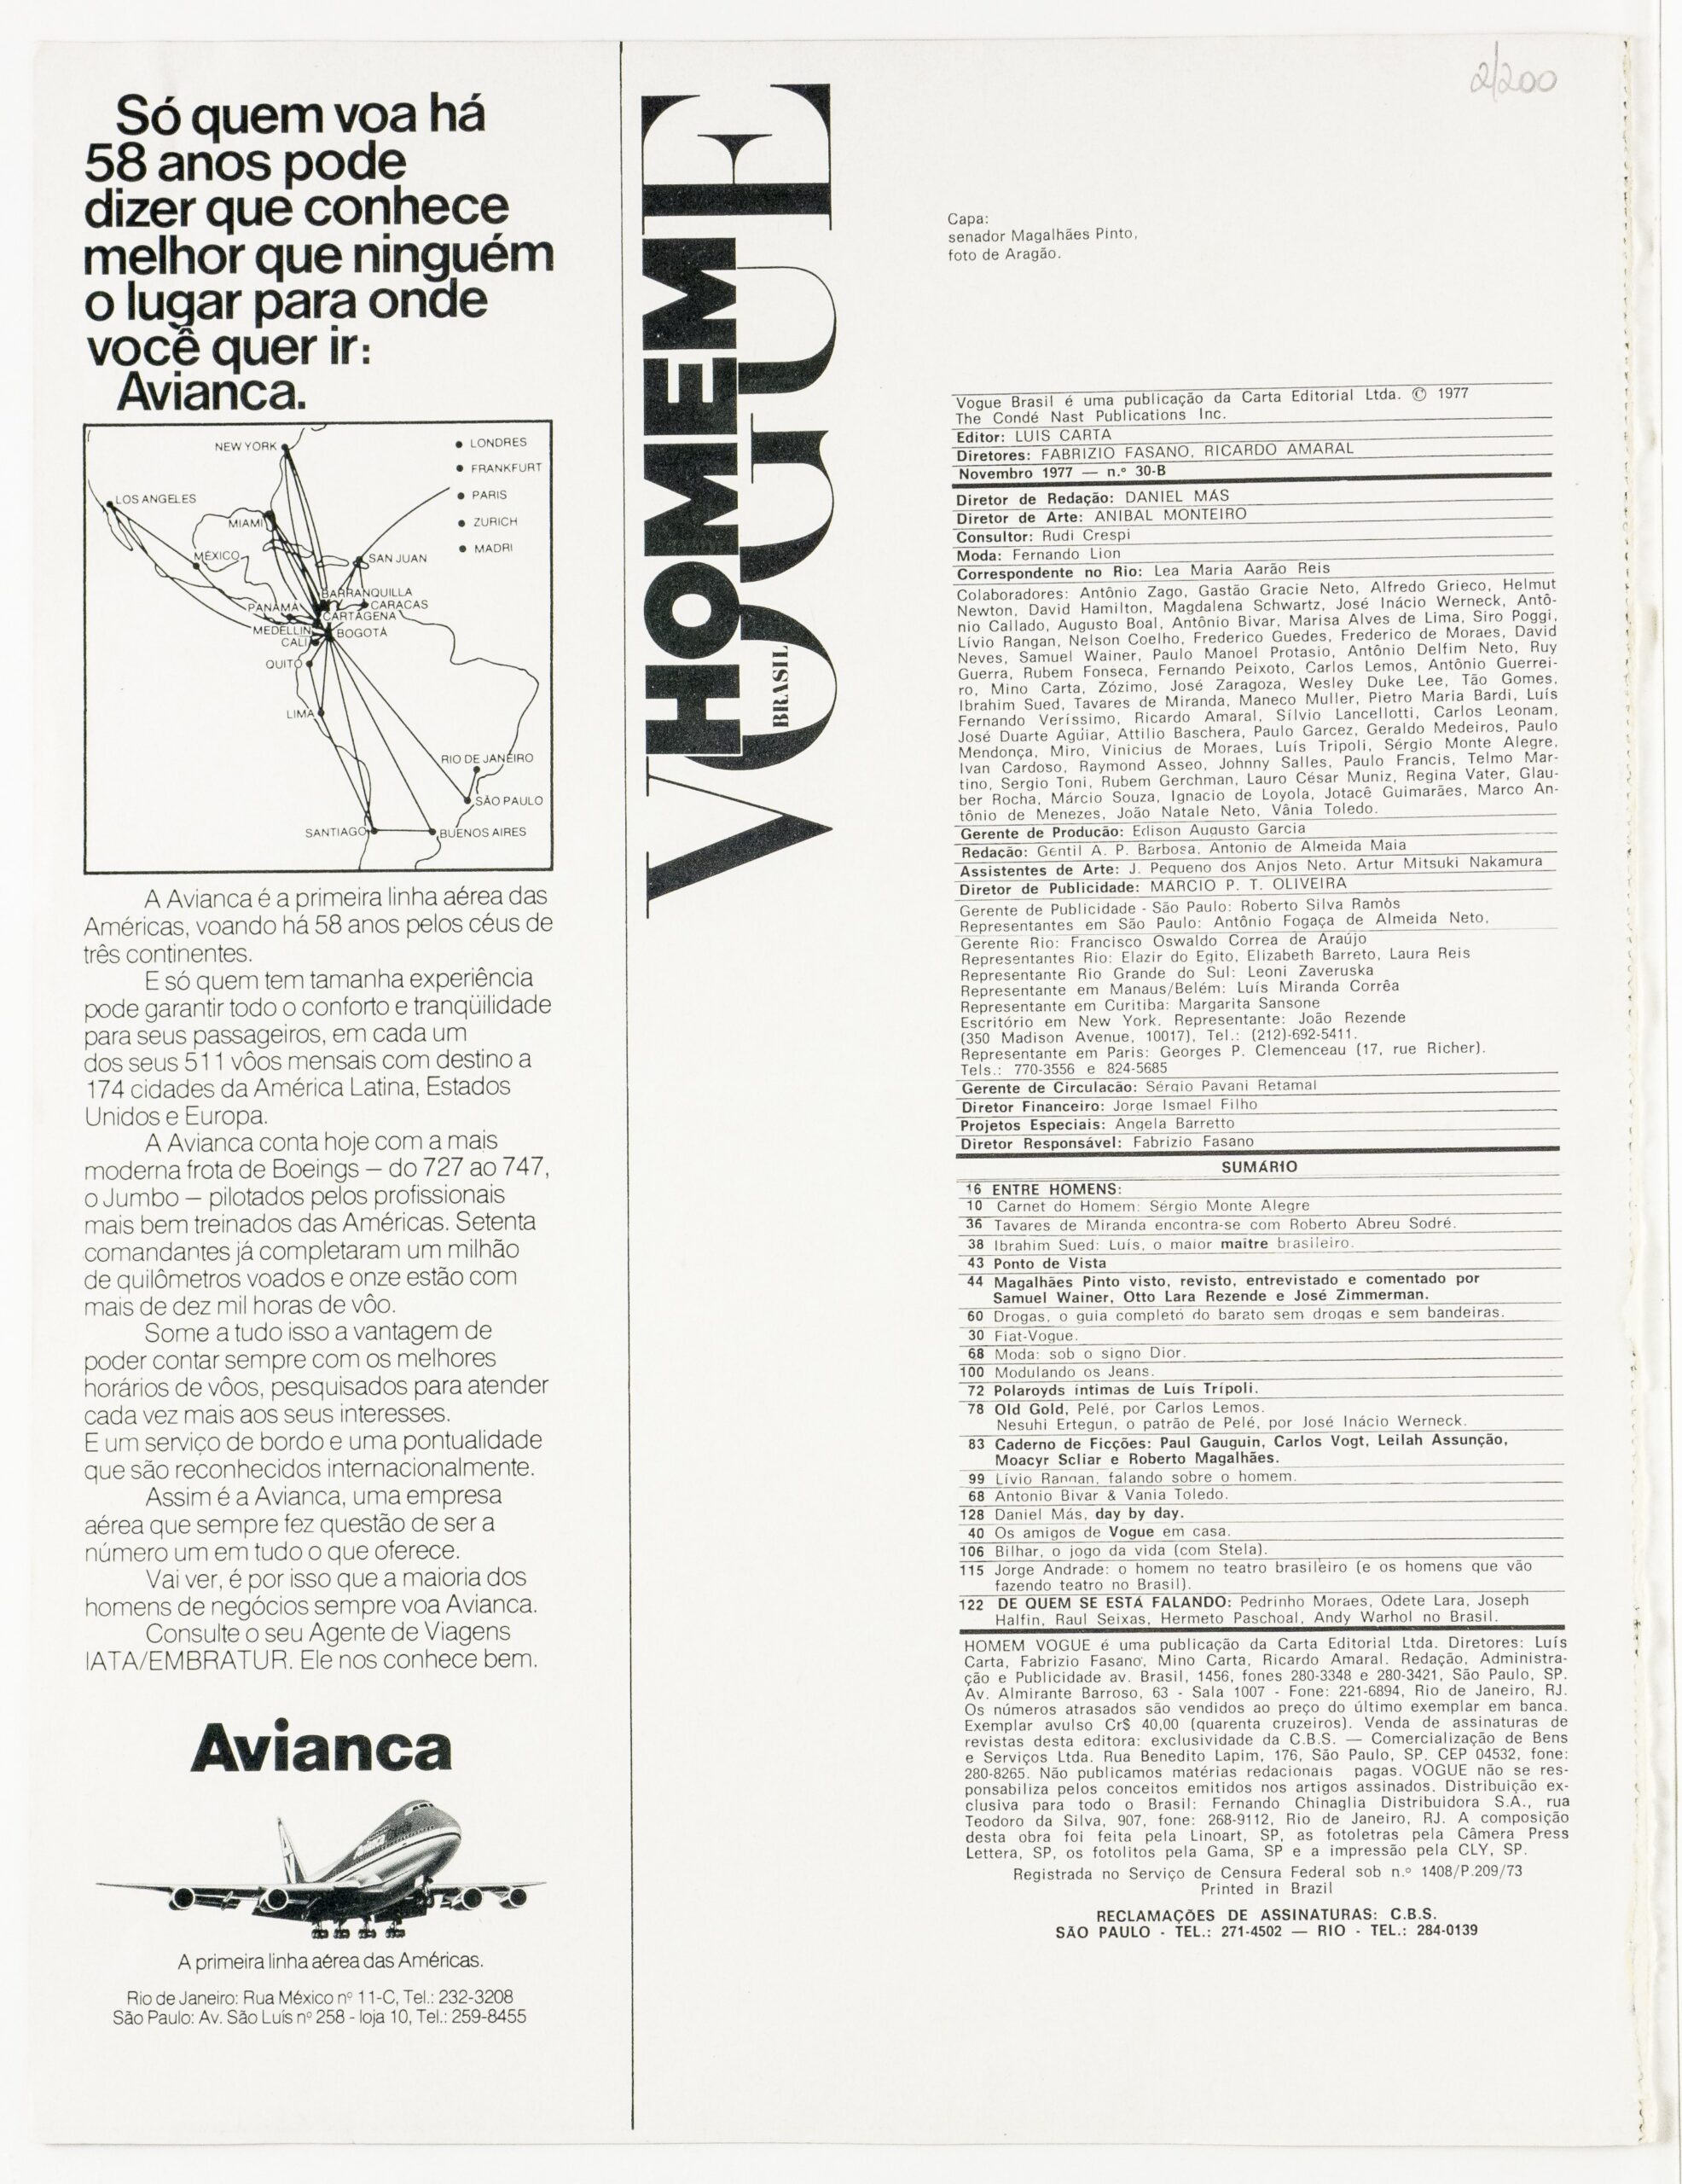 2/200
Só quem voa há
58 anos pode
dizer que conhece
melhor que ninguém
o lugar para onde
você quer ir:
Avianca.
NEW YORK
LONDRES
FRANKFURT
LOS ANGELES
PARIS
MIAMI
ZURICH
MÉXICO
MADRI
SAN JUAN
BARRANQUILLA
PANAMÁ
CARACAS
CARTAGENA
MEDELLIN
BOGOTÁ
CALI
QUITO
LIMA
RIO DE JANEIRO
SÃO PAULO
SANTIAGO
BUENOS AIRES
A Avianca é a primeira linha aérea das
Américas, voando há 58 anos pelos céus de
três continentes.
E só quem tem tamanha experiência
pode garantir todo o conforto e tranqüilidade
para seus passageiros, em cada um
dos seus 511 vôos mensais com destino a
174 cidades da América Latina, Estados
Unidos e Europa.
A Avianca conta hoje com a mais
moderna frota de Boeings — do 727 ao 747,
o Jumbo — pilotados pelos profissionais
mais bem treinados das Américas. Setenta
comandantes já completaram um milhão
de quilômetros voados e onze estão com
mais de dez mil horas de vôo.
Some a tudo isso a vantagem de
poder contar sempre com os melhores
horários de vôos, pesquisados para atender
cada vez mais aos seus interesses.
E um serviço de bordo e uma pontualidade
que são reconhecidos internacionalmente.
Assim é a Avianca, uma empresa
aérea que sempre fez questão de ser a
número um em tudo o que oferece.
Vai ver, é por isso que a maioria dos
homens de negócios sempre voa Avianca.
Consulte o seu Agente de Viagens
IATA/EMBRATUR. Ele nos conhece bem.
Avianca
A primeira linha aérea das Américas.
Rio de Janeiro: Rua México nº 11-C, Tel.: 232-3208
São Paulo: Av. São Luís nº 258 - loja 10, Tel.: 259-8455
HOMEM
VOGUE
BRASIL
Capa:
senador Magalhães Pinto,
foto de Aragão.
Vogue Brasil é uma publicação da Carta Editorial Ltda. © 1977
The Condé Nast Publications Inc.
Editor: LUIS CARTA
Diretores: FABRIZIO FASANO, RICARDO AMARAL
Novembro 1977 — n.º 30-B
Diretor de Redação: DANIEL MÁS
Diretor de Arte: ANIBAL MONTEIRO
Consultor: Rudi Crespi
Moda: Fernando Lion
Correspondente no Rio: Lea Maria Aarão Reis
Colaboradores: Antônio Zago, Gastão Gracie Neto, Alfredo Grieco, Helmut
Newton, David Hamilton, Magdalena Schwartz, José Inácio Werneck, Antô-
nio Callado, Augusto Boal, Antônio Bivar, Marisa Alves de Lima, Siro Poggi,
Lívio Rangan, Nelson Coelho, Frederico Guedes, Frederico de Moraes, David
Neves, Samuel Wainer, Paulo Manoel Protasio, Antônio Delfim Neto, Ruy
Guerra, Rubem Fonseca, Fernando Peixoto, Carlos Lemos, Antônio Guerrei-
ro, Mino Carta, Zózimo, José Zaragoza, Wesley Duke Lee, Tão Gomes,
Ibrahim Sued, Tavares de Miranda, Maneco Muller, Pietro Maria Bardi, Luís
Fernando Veríssimo, Ricardo Amaral, Sílvio Lancellotti, Carlos Leonam,
José Duarte Aguiar, Attilio Baschera, Paulo Garcez, Geraldo Medeiros, Paulo
Mendonça, Miro, Vinicius de Moraes, Luís Tripoli, Sérgio Monte Alegre,
Ivan Cardoso, Raymond Asseo, Johnny Salles, Paulo Francis, Telmo Mar-
tino, Sergio Toni, Rubem Gerchman, Lauro César Muniz, Regina Vater, Glau-
ber Rocha, Márcio Souza, Ignacio de Loyola, Jotacê Guimarães, Marco An-
tônio de Menezes, João Natale Neto, Vânia Toledo.
Gerente de Produção: Edison Augusto Garcia
Redação: Gentil A. P. Barbosa, Antonio de Almeida Maia
Assistentes de Arte: J. Pequeno dos Anjos Neto, Artur Mitsuki Nakamura
Diretor de Publicidade: MÁRCIO P. T. OLIVEIRA
Gerente de Publicidade - São Paulo: Roberto Silva Ramos
Representantes em São Paulo: Antônio Fogaça de Almeida Neto,
Gerente Rio: Francisco Oswaldo Correa de Araújo
Representantes Rio: Elazir do Egito, Elizabeth Barreto, Laura Reis
Representante Rio Grande do Sul: Leoni Zaveruska
Representante em Manaus/Belém: Luís Miranda Corrêa
Representante em Curitiba: Margarita Sansone
Escritório em New York. Representante: João Rezende
(350 Madison Avenue, 10017), Tel.: (212)-692-5411.
Representante em Paris: Georges P. Clemenceau (17, rue Richer).
Tels.: 770-3556 e 824-5685
Gerente de Circulacão: Sérgio Pavani Retamal
Diretor Financeiro: Jorge Ismael Filho
Projetos Especiais: Angela Barretto
Diretor Responsável: Fabrizio Fasano
SUMÁRIO
16 ENTRE HOMENS:
10 Carnet do Homem: Sérgio Monte Alegre
36 Tavares de Miranda encontra-se com Roberto Abreu Sodré.
38 Ibrahim Sued: Luís, o maior maitre brasileiro.
43 Ponto de Vista
44 Magalhães Pinto visto, revisto, entrevistado e comentado por
Samuel Wainer, Otto Lara Rezende e José Zimmerman.
60 Drogas, o guia completo do barato sem drogas e sem bandeiras.
30 Fiat-Vogue.
68 Moda: sob o signo Dior.
100 Modulando os Jeans.
72 Polaroyds íntimas de Luís Trípoli.
78 Old Gold, Pelé, por Carlos Lemos.
Nesuhi Ertegun, o patrão de Pelé, por José Inácio Werneck.
83 Caderno de Ficções: Paul Gauguin, Carlos Vogt, Leilah Assunção,
Moacyr Scliar e Roberto Magalhães.
99 Lívio Rangan, falando sobre o homem.
68 Antonio Bivar & Vania Toledo.
128 Daniel Más, day by day.
40 Os amigos de Vogue em casa.
106 Bilhar, o jogo da vida (com Stela).
115 Jorge Andrade: o homem no teatro brasileiro (e os homens que vão
fazendo teatro no Brasil).
122 DE QUEM SE ESTÁ FALANDO: Pedrinho Moraes, Odete Lara, Joseph
Halfin, Raul Seixas, Hermeto Paschoal, Andy Warhol no Brasil.
HOMEM VOGUE é uma publicação da Carta Editorial Ltda. Diretores: Luís
Carta, Fabrizio Fasano, Mino Carta, Ricardo Amaral. Redação, Administra-
ção e Publicidade av. Brasil, 1456, fones 280-3348 e 280-3421, São Paulo, SP.
Av. Almirante Barroso, 63 - Sala 1007 - Fone: 221-6894, Rio de Janeiro, RJ.
Os números atrasados são vendidos ao preço do último exemplar em banca.
Exemplar avulso Cr$ 40,00 (quarenta cruzeiros). Venda de assinaturas de
revistas desta editora: exclusividade da C.B.S. — Comercialização de Bens
e Serviços Ltda. Rua Benedito Lapim, 176, São Paulo, SP. CEP 04532, fone:
280-8265. Não publicamos matérias redacionais pagas. VOGUE não se res-
ponsabiliza pelos conceitos emitidos nos artigos assinados. Distribuição ex-
clusiva para todo o Brasil: Fernando Chinaglia Distribuidora S.A., rua
Teodoro da Silva, 907, fone: 268-9112, Rio de Janeiro, RJ. A composição
desta obra foi feita pela Linoart, SP, as fotoletras pela Câmera Press
Lettera, SP, os fotolitos pela Gama, SP e a impressão pela CLY, SP.
Registrada no Serviço de Censura Federal sob n.º 1408/P.209/73
Printed in Brazil
RECLAMAÇÕES DE ASSINATURAS: C.B.S.
SÃO PAULO - TEL.: 271-4502 — RIO - TEL.: 284-0139